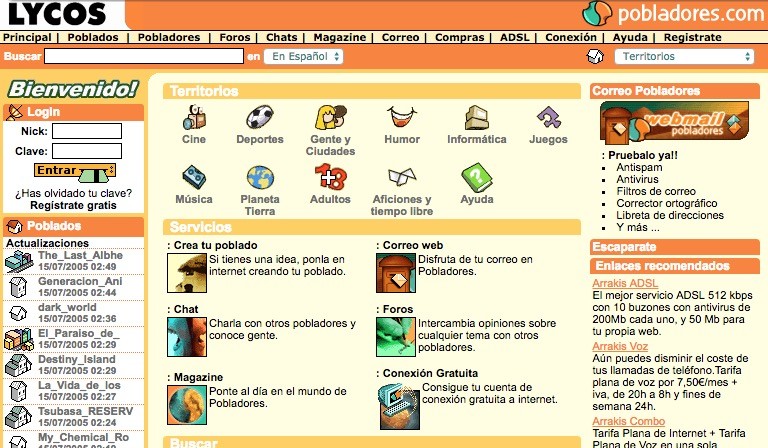 LYCOS
pobladores.com
Principal | Poblados | Pobladores | Foros | Chats | Magazine | Correo | Compras | ADSL | Conexión | Ayuda | Regístrate
Buscar en En Español Territorios
Bienvenido!
Login
Nick:
Clave:
Entrar
¿Has olvidado tu clave?
Regístrate gratis
Poblados
Actualizaciones
The_Last_Albhe
15/07/2005 02:49
Generacion_Ani
15/07/2005 02:44
dark_world
15/07/2005 02:36
El_Paraiso_de_
15/07/2005 02:29
Destiny_Island
15/07/2005 02:29
La_Vida_de_los
15/07/2005 02:27
Tsubasa_RESERV
15/07/2005 02:24
My_Chemical_Ro
15/07/2005 02:23
Territorios
Cine
Deportes
Gente y
Ciudades
Humor
Informática
Juegos
Música
Planeta
Tierra
+18
Adultos
Aficiones y
tiempo libre
?
Ayuda
Servicios
: Crea tu poblado
Si tienes una idea, ponla en
internet creando tu poblado.
: Correo web
Disfruta de tu correo en
Pobladores.
: Chat
Charla con otros pobladores y
conoce gente.
: Foros
Intercambia opiniones sobre
cualquier tema con otros
pobladores.
: Magazine
Ponte al día en el mundo de
Pobladores.
: Conexión Gratuita
Consigue tu cuenta de
conexión gratuita a internet.
Buscar
Correo Pobladores
webmail
pobladores
: Pruebalo ya!!
Antispam
Antivirus
Filtros de correo
Corrector ortográfico
Libreta de direcciones
Y más ...
Escaparate
Enlaces recomendados
Arrakis ADSL
El mejor servicio ADSL 512 kbps
con 10 buzones con antivirus de
200Mb cada uno, y 50 Mb para
tu propia web.
Arrakis Voz
Aún puedes disminir el coste de
tus llamadas de teléfono.Tarifa
plana de voz por 7,50€/mes +
iva, de 20h a 8h y fines de
semana 24h.
Arrakis Combo
Tarifa Plana de Internet + Tarifa
Plana de Voz en una sola